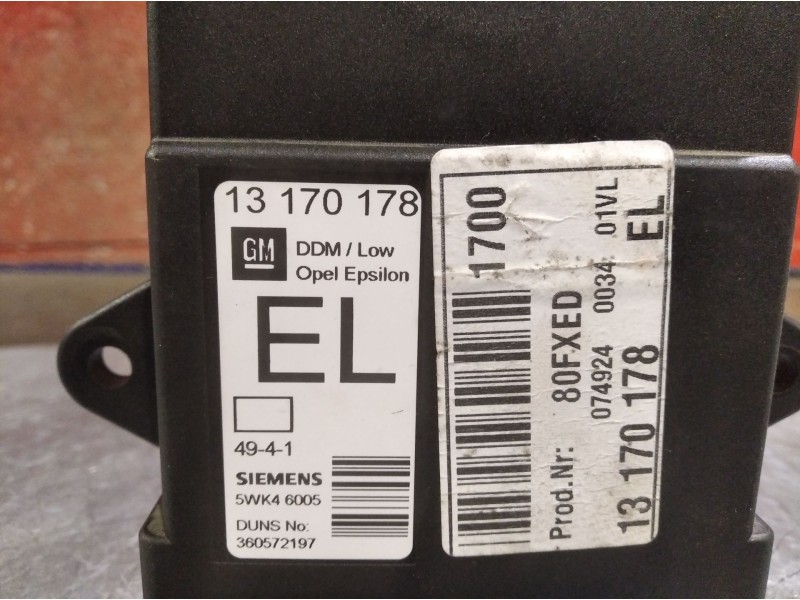 13 170 178
GM
DDM / Low
Opel Epsilon
EL
49-4-1
SIEMENS
5WK4 6005
DUNS No:
360572197
1700
Prod.Nr: 80FXED
074924 0034 01VL
13 170 178 EL